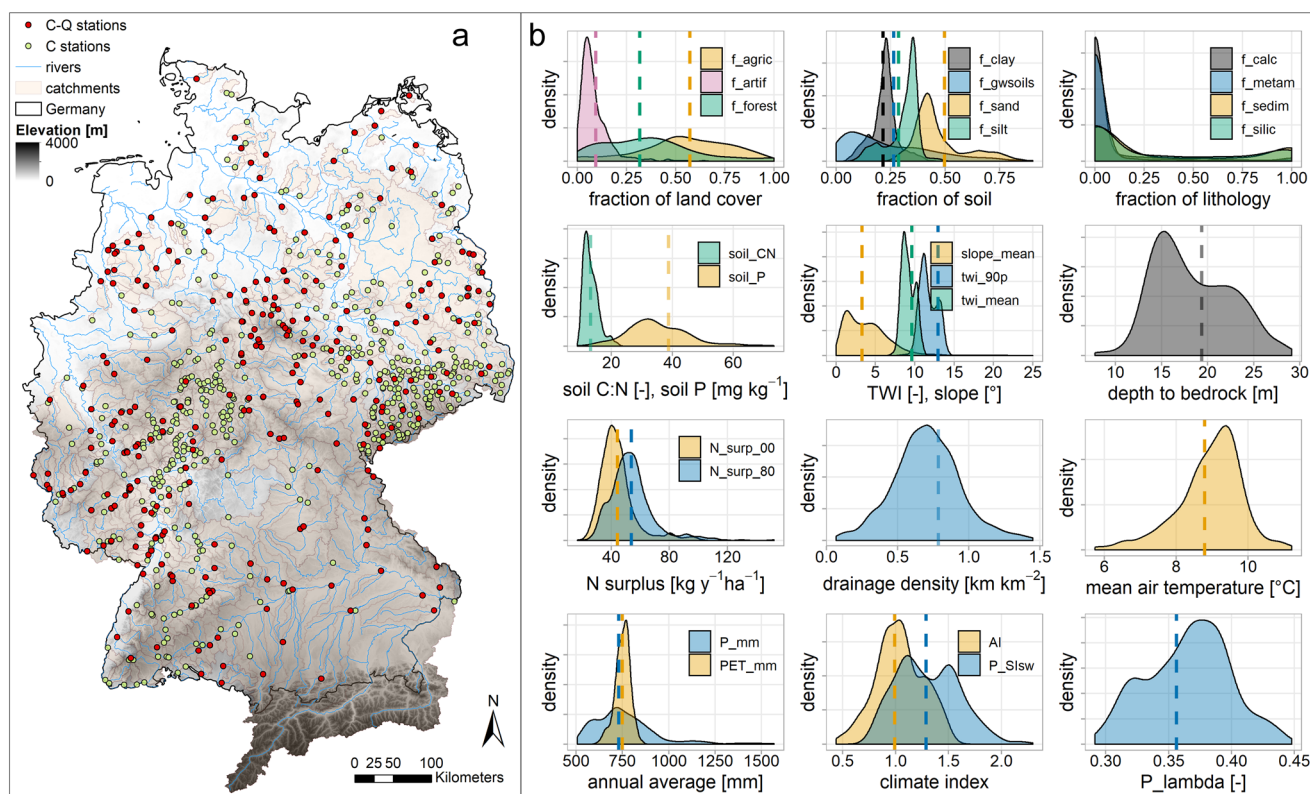 C-Q stations
C stations
rivers
catchments
Germany
Elevation [m]
4000
0
a
N
0 25 50 100
Kilometers
b
density
f_agric
f_artif
f_forest
0.00 0.25 0.50 0.75 1.00
fraction of land cover
density
f_clay
f_gwsoils
f_sand
f_silt
0.00 0.25 0.50 0.75 1.00
fraction of soil
density
f_calc
f_metam
f_sedim
f_silic
0.00 0.25 0.50 0.75 1.00
fraction of lithology
density
soil_CN
soil_P
20 40 60
soil C:N [-], soil P [mg kg⁻¹]
density
slope_mean
twi_90p
twi_mean
0 5 10 15 20 25
TWI [-], slope [°]
density
10 15 20 25 30
depth to bedrock [m]
density
N_surp_00
N_surp_80
40 80 120
N surplus [kg y⁻¹ha⁻¹]
density
0.0 0.5 1.0 1.5
drainage density [km km⁻²]
density
6 8 10
mean air temperature [°C]
density
P_mm
PET_mm
500 750 1000 1250 1500
annual average [mm]
density
AI
P_SIsw
0.5 1.0 1.5 2.0
climate index
density
0.30 0.35 0.40 0.45
P_lambda [-]